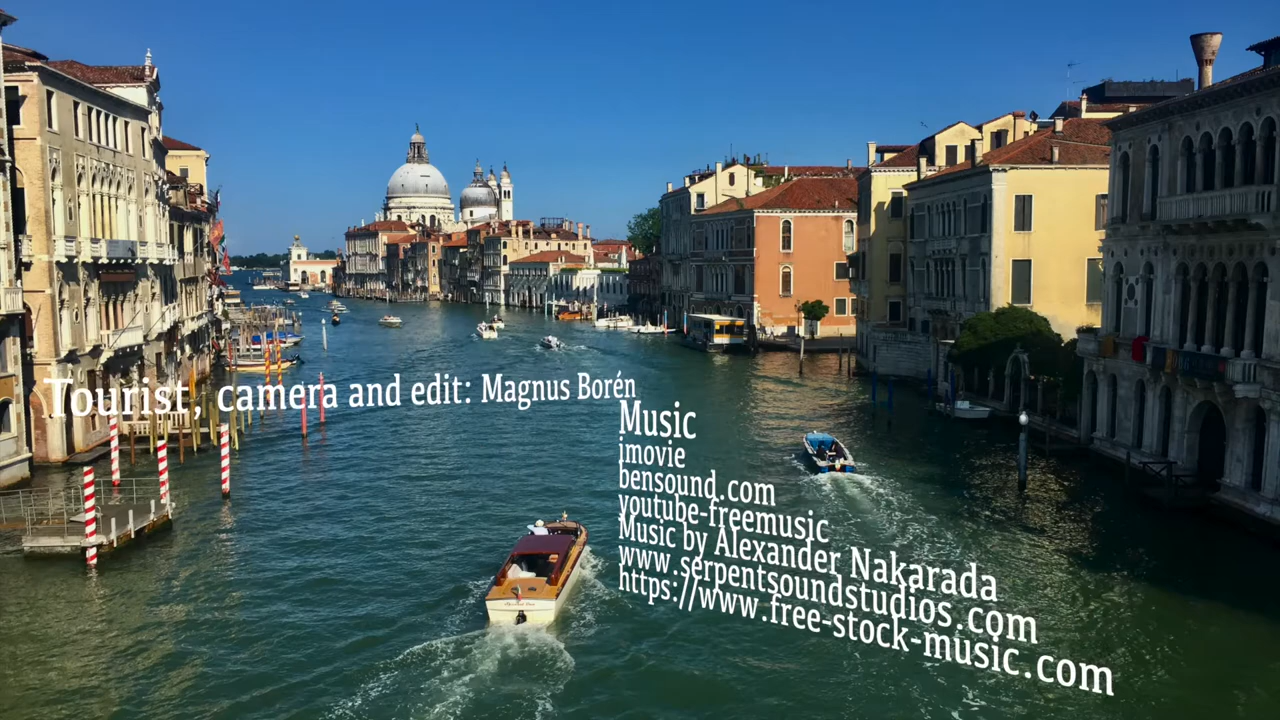 Tourist, camera and edit: Magnus Borén
Music
imovie
bensound.com
youtube-freemusic
Music by Alexander Nakarada
www.serpentsoundstudios.com
https://www.free-stock-music.com